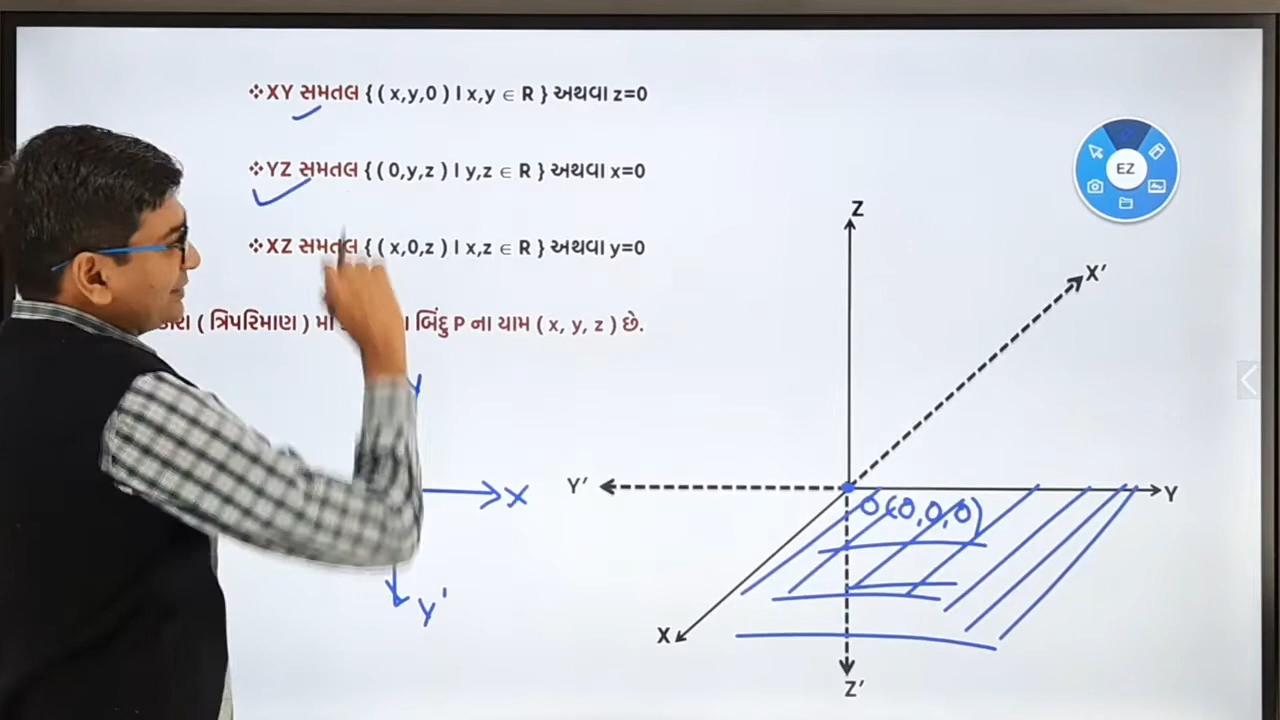 ❖XY સમતલ { ( x,y,0 ) I x,y ∈ R } અથવા z=0
❖YZ સમતલ { ( 0,y,z ) I y,z ∈ R } અથવા x=0
❖XZ સમતલ { ( x,0,z ) I x,z ∈ R } અથવા y=0
( ત્રિપરિમાણ ) માં બિંદુ P ના યામ ( x, y, z ) છે.
EZ
Z
X′
Y′
Y
O(0,0,0)
X
Z′
X
Y'